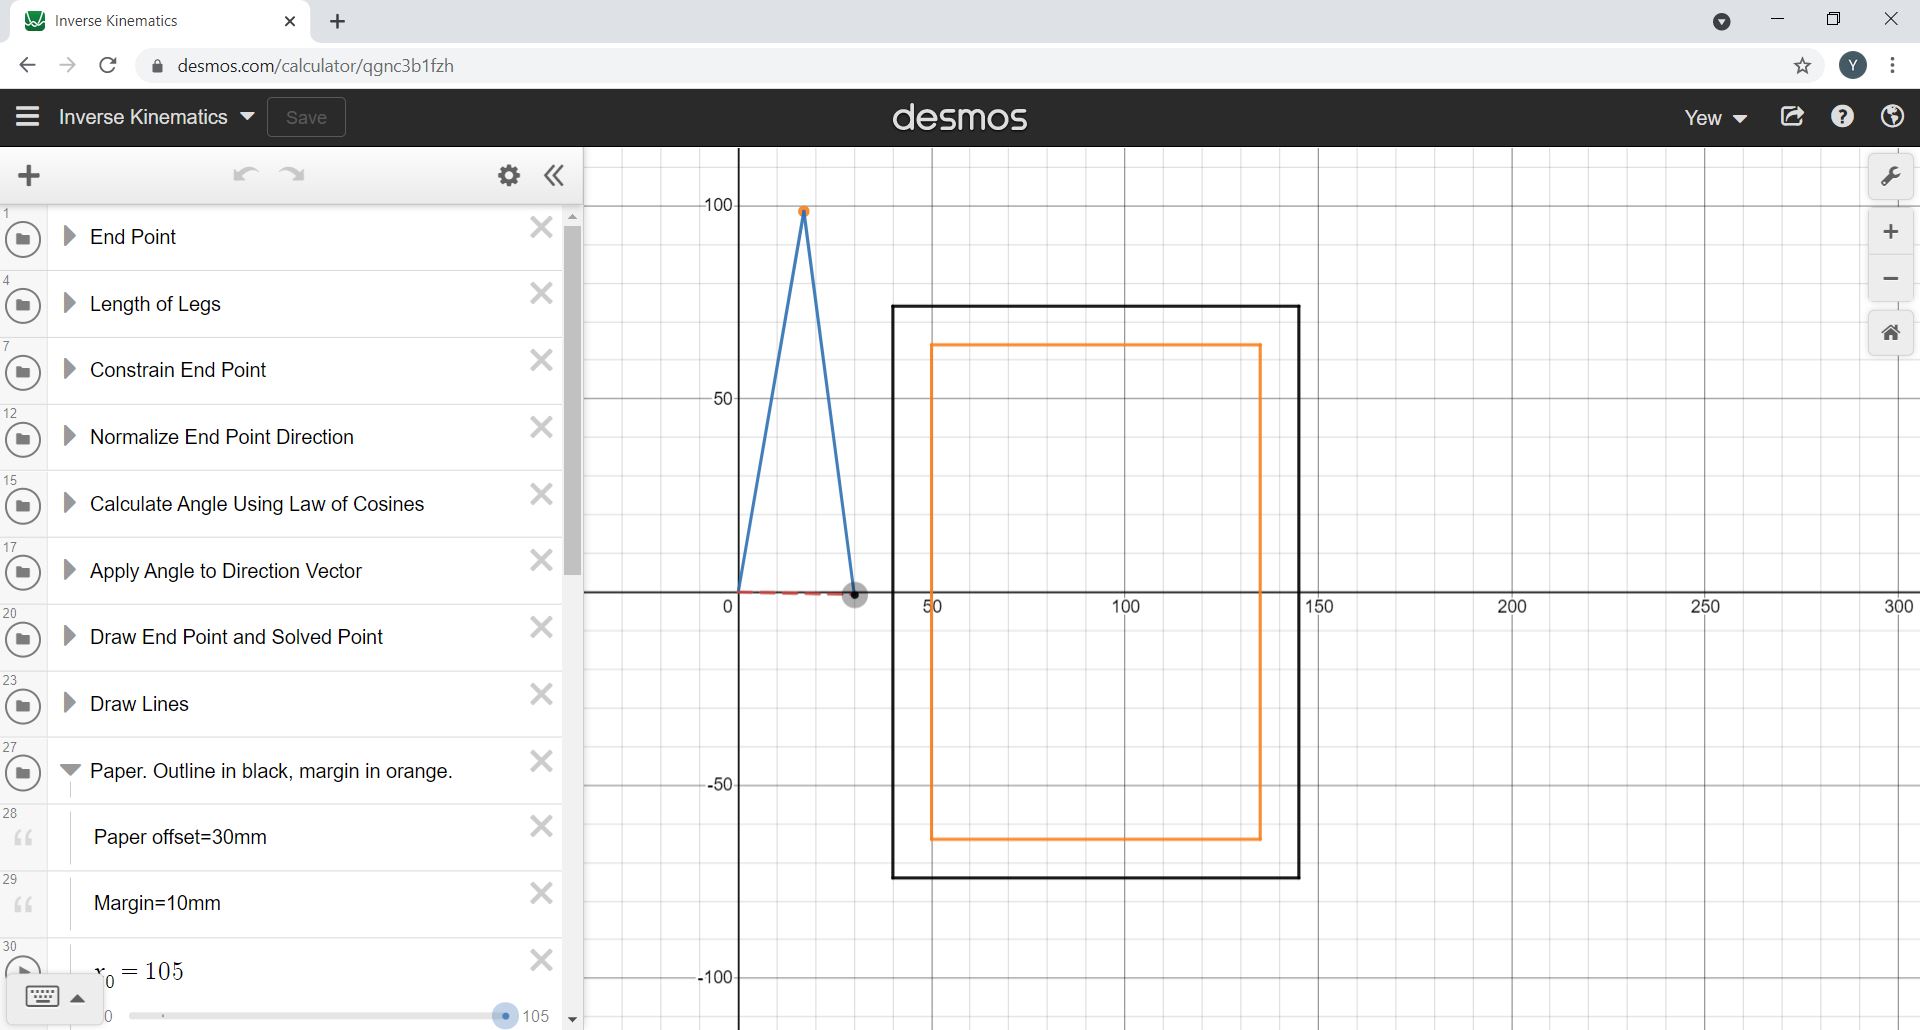 Inverse Kinematics
desmos.com/calculator/qgnc3b1fzh
Y
Inverse Kinematics
Save
desmos
Yew
1
End Point
4
Length of Legs
7
Constrain End Point
12
Normalize End Point Direction
15
Calculate Angle Using Law of Cosines
17
Apply Angle to Direction Vector
20
Draw End Point and Solved Point
23
Draw Lines
27
Paper. Outline in black, margin in orange.
28
Paper offset=30mm
29
Margin=10mm
30
x₀ = 105
0
105
100
50
0
50
100
150
200
250
300
-50
-100